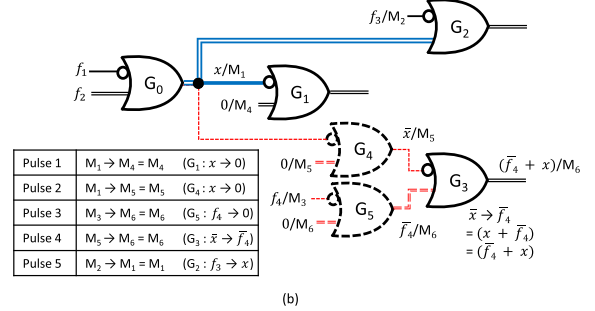 f₃/M₂
G₂
f₁
x/M₁
G₀
f₂
G₁
0/M₄
x̄/M₅
G₄
0/M₅
(f̄₄ + x)/M₆
G₃
f₄/M₃
G₅
0/M₆
f̄₄/M₆
x̄ → f̄₄
= (x + f̄₄)
= (f̄₄ + x)
Pulse 1 M₁ → M₄ = M₄ (G₁ : x → 0)
Pulse 2 M₁ → M₅ = M₅ (G₄ : x → 0)
Pulse 3 M₃ → M₆ = M₆ (G₅ : f₄ → 0)
Pulse 4 M₅ → M₆ = M₆ (G₃ : x̄ → f̄₄)
Pulse 5 M₂ → M₁ = M₁ (G₂ : f₃ → x)
(b)